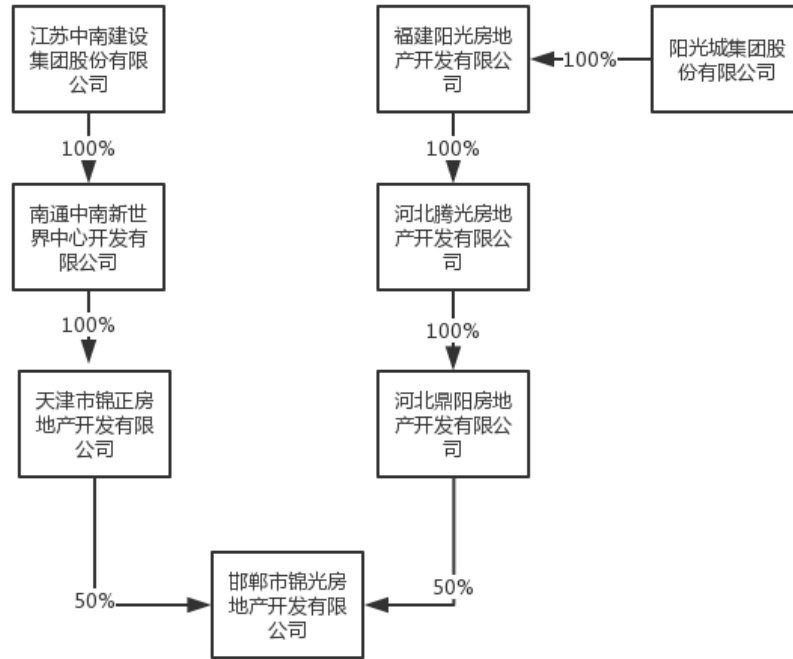 江苏中南建设
集团股份有限
公司
福建阳光房地
产开发有限公
司
阳光城集团股
份有限公司
100%
100%
100%
南通中南新世
界中心开发有
限公司
河北腾光房地
产开发有限公
司
100%
100%
天津市锦正房
地产开发有限
公司
河北鼎阳房地
产开发有限公
司
50%
邯郸市锦光房
地产开发有限
公司
50%